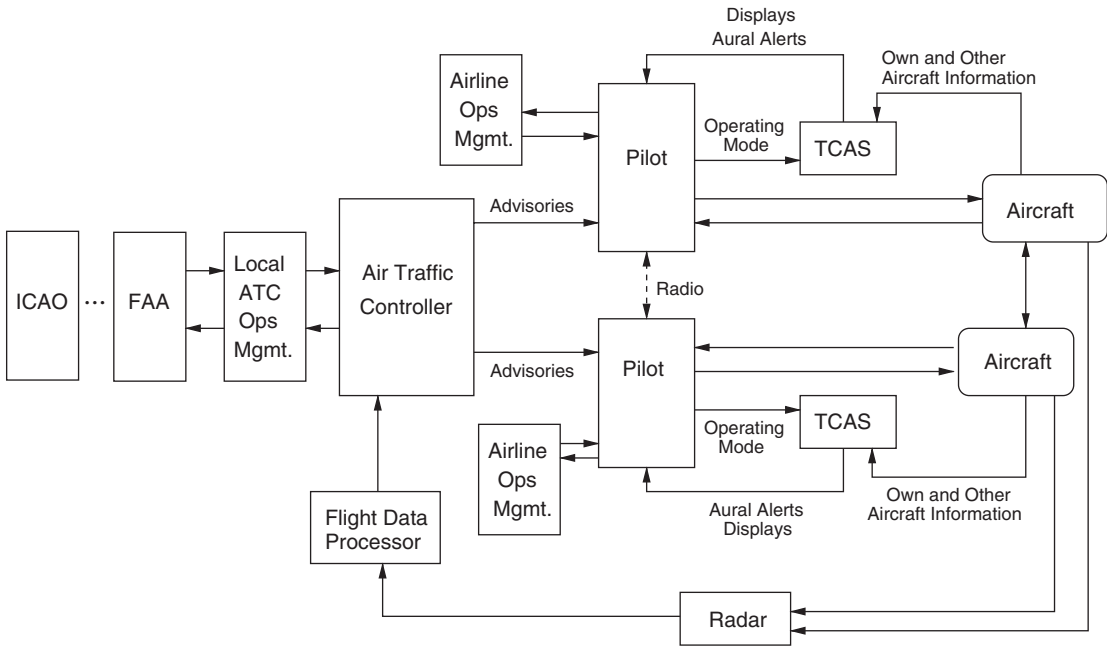 Displays
Aural Alerts
Own and Other
Aircraft Information
Airline
Ops
Mgmt.
Pilot
Operating
Mode
TCAS
Aircraft
Advisories
ICAO
...
FAA
Local
ATC
Ops
Mgmt.
Air Traffic
Controller
Radio
Advisories
Pilot
Aircraft
Operating
Mode
TCAS
Airline
Ops
Mgmt.
Aural Alerts
Displays
Own and Other
Aircraft Information
Flight Data
Processor
Radar